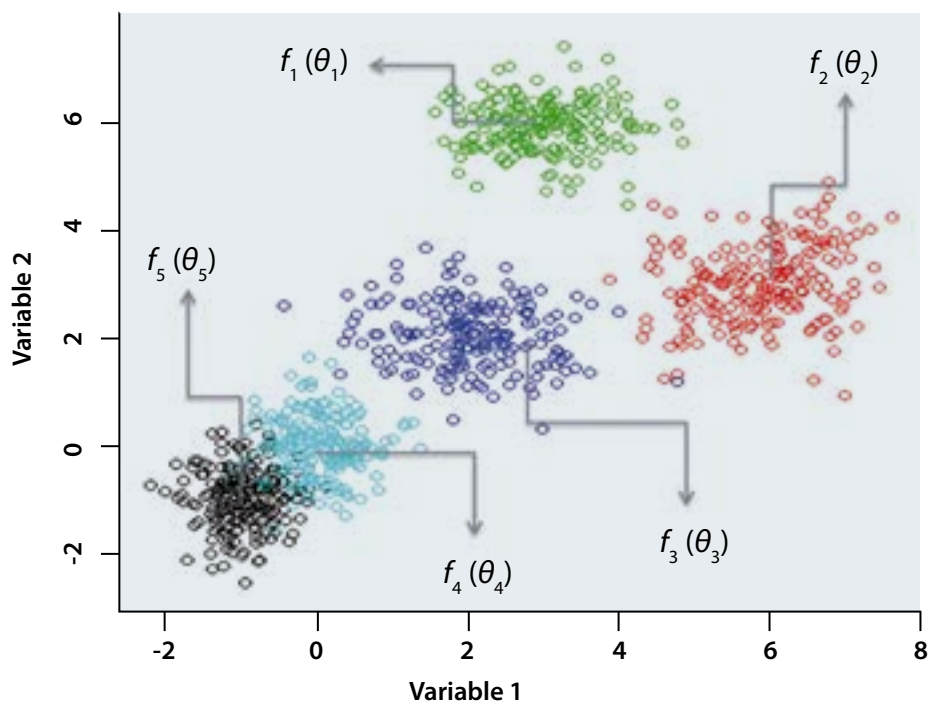 f1 (θ1)
f2 (θ2)
f5 (θ5)
f3 (θ3)
f4 (θ4)
Variable 2
6
4
2
0
-2
-2 0 2 4 6 8
Variable 1